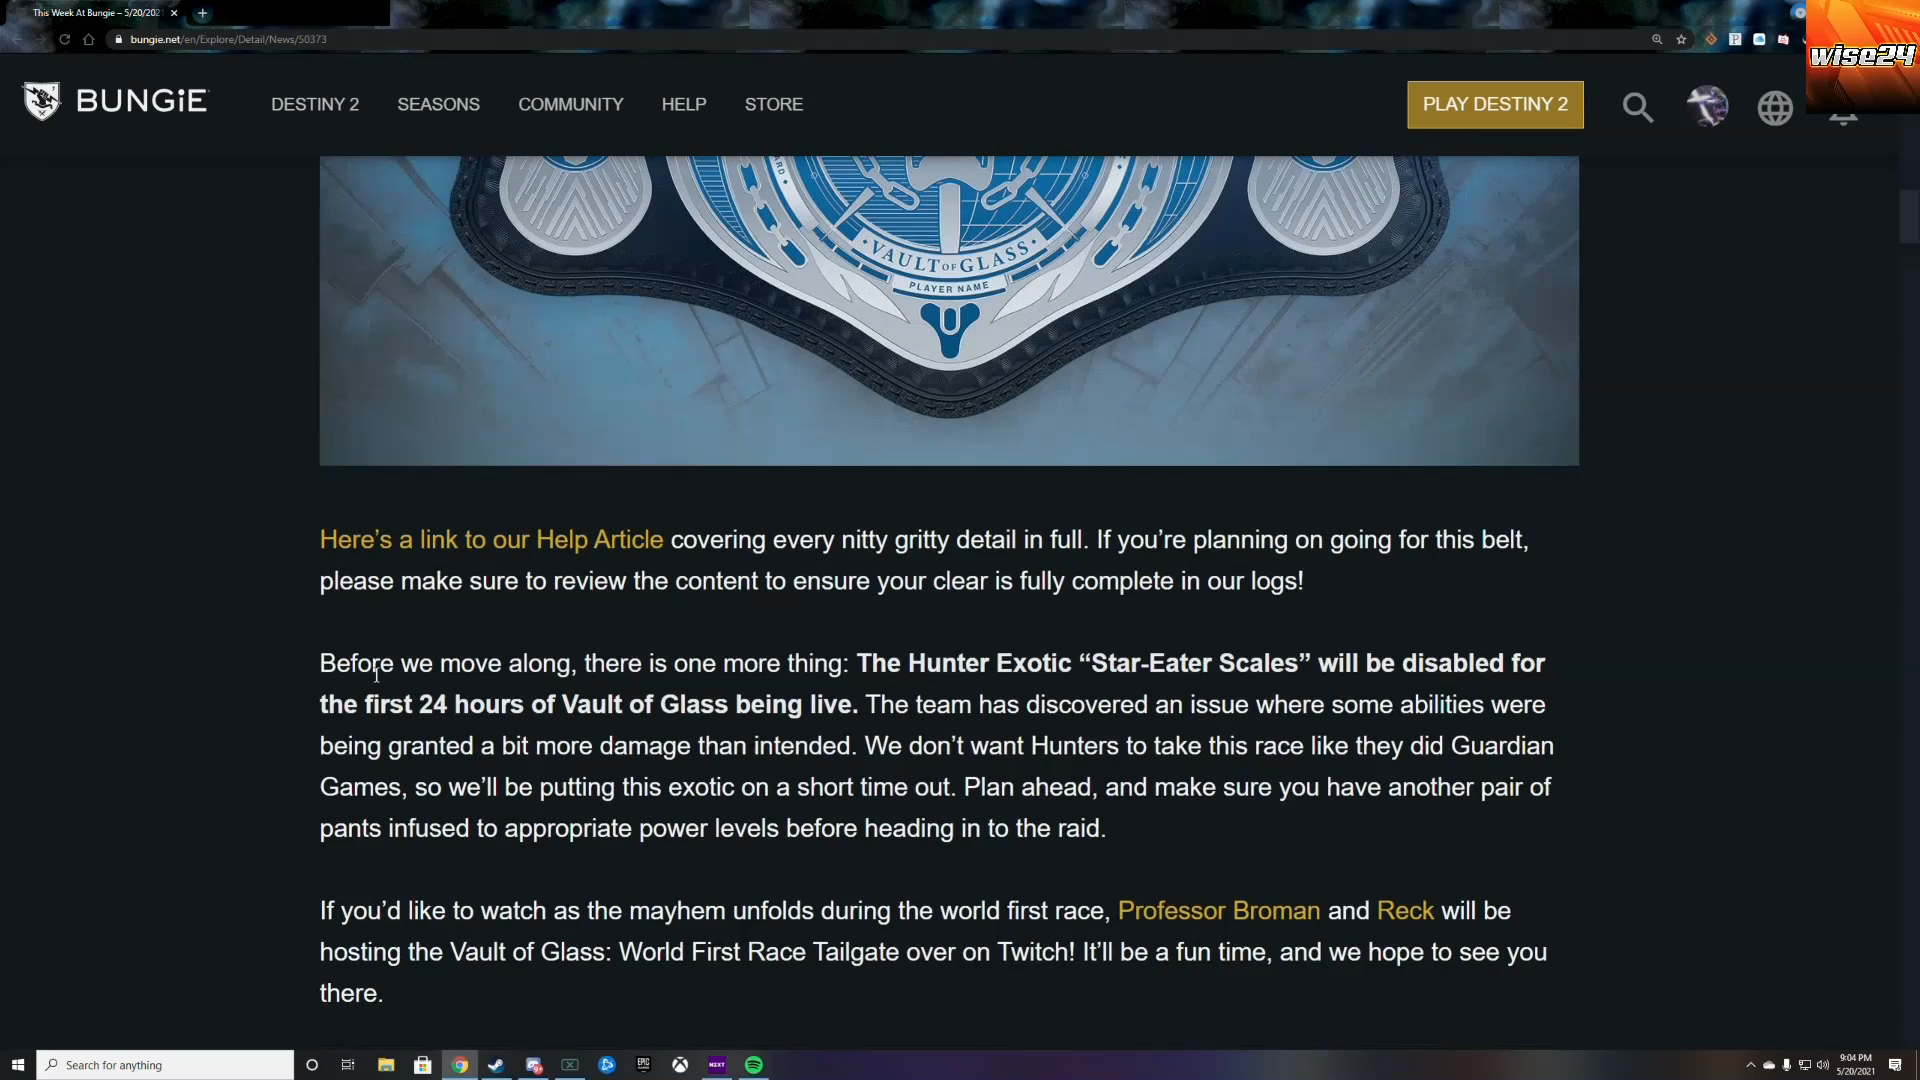 This Week At Bungie – 5/20/2021
bungie.net/en/Explore/Detail/News/50373
wise24
BUNGiE
DESTINY 2
SEASONS
COMMUNITY
HELP
STORE
PLAY DESTINY 2
VAULT OF GLASS
PLAYER NAME
Here’s a link to our Help Article covering every nitty gritty detail in full. If you’re planning on going for this belt,
please make sure to review the content to ensure your clear is fully complete in our logs!
Before we move along, there is one more thing: The Hunter Exotic “Star-Eater Scales” will be disabled for
the first 24 hours of Vault of Glass being live. The team has discovered an issue where some abilities were
being granted a bit more damage than intended. We don’t want Hunters to take this race like they did Guardian
Games, so we’ll be putting this exotic on a short time out. Plan ahead, and make sure you have another pair of
pants infused to appropriate power levels before heading in to the raid.
If you’d like to watch as the mayhem unfolds during the world first race, Professor Broman and Reck will be
hosting the Vault of Glass: World First Race Tailgate over on Twitch! It’ll be a fun time, and we hope to see you
there.
Search for anything
EPIC
NEXT
9:04 PM
5/20/2021